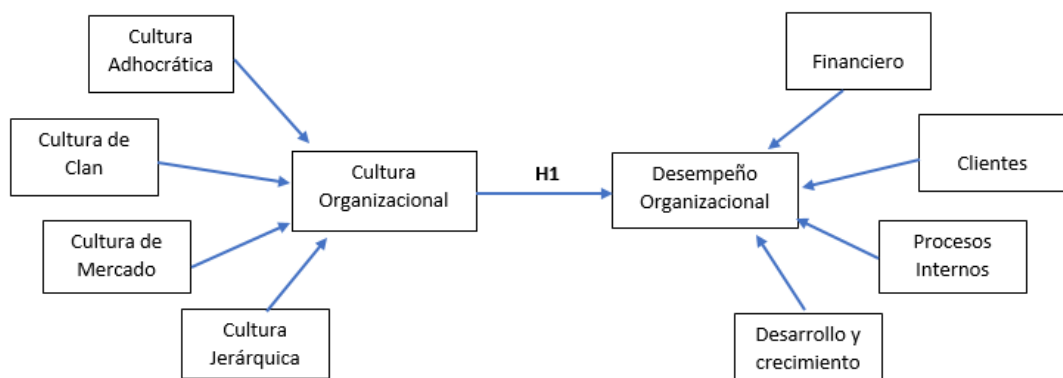 Cultura
Adhocrática
Cultura de
Clan
Cultura de
Mercado
Cultura
Jerárquica
Cultura
Organizacional
H1
Desempeño
Organizacional
Financiero
Clientes
Procesos
Internos
Desarrollo y
crecimiento